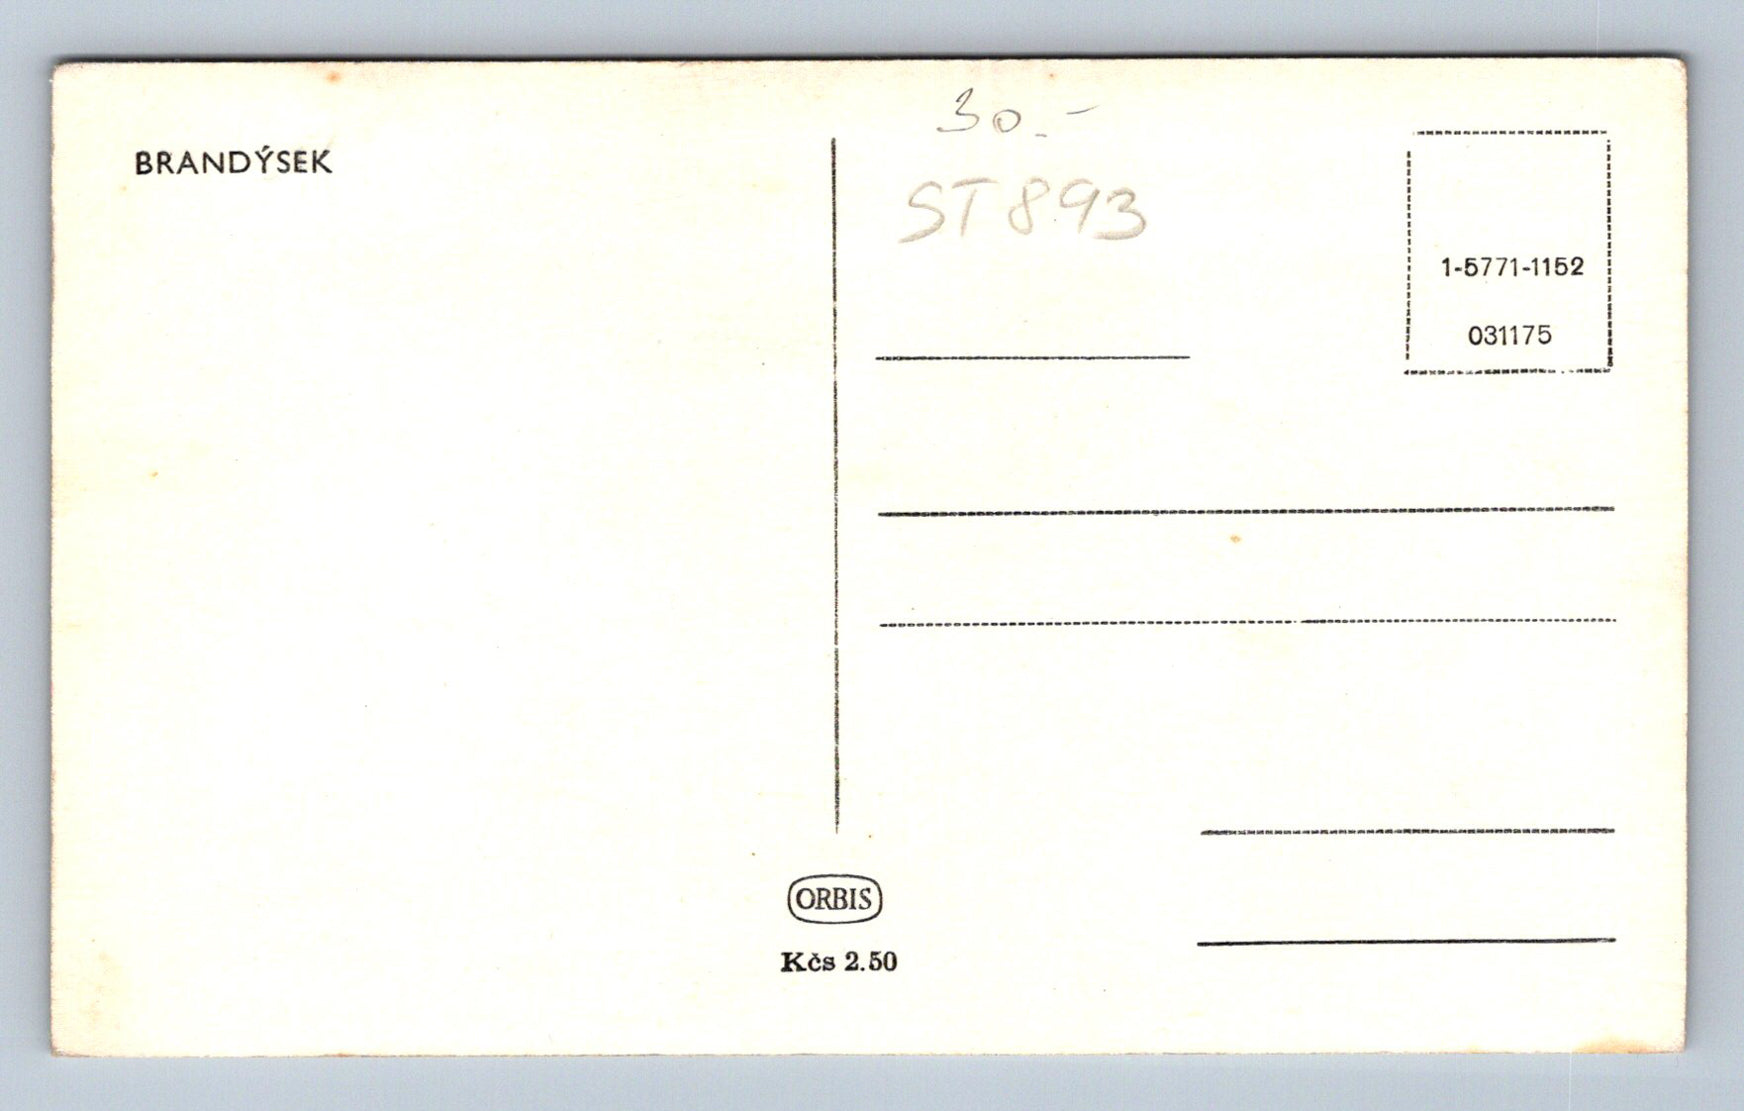 BRANDÝSEK
30.-
ST893
1-5771-1152
031175
ORBIS
Kčs 2.50